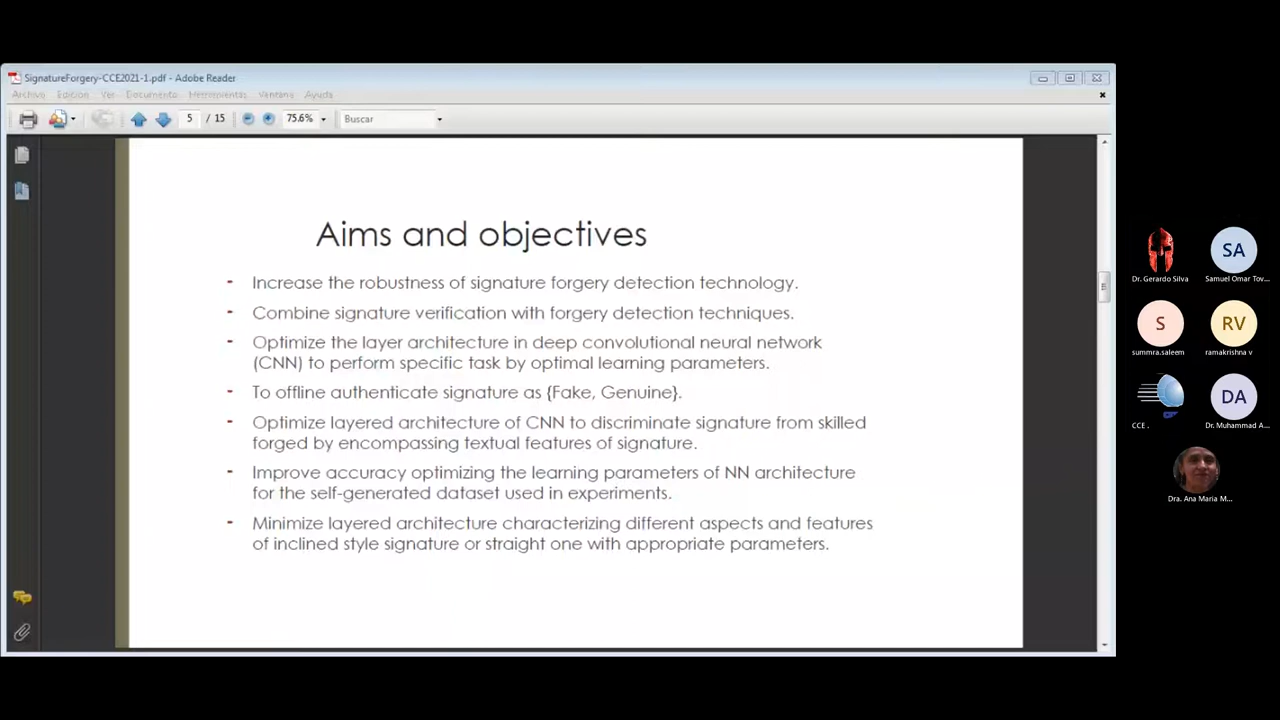 SignatureForgery-CCE2021-1.pdf - Adobe Reader
Archivo Edición Ver Documento Herramientas Ventana Ayuda
5 / 15 75.6% Buscar
Aims and objectives
- Increase the robustness of signature forgery detection technology.
- Combine signature verification with forgery detection techniques.
- Optimize the layer architecture in deep convolutional neural network
(CNN) to perform specific task by optimal learning parameters.
- To offline authenticate signature as {Fake, Genuine}.
- Optimize layered architecture of CNN to discriminate signature from skilled
forged by encompassing textual features of signature.
- Improve accuracy optimizing the learning parameters of NN architecture
for the self-generated dataset used in experiments.
- Minimize layered architecture characterizing different aspects and features
of inclined style signature or straight one with appropriate parameters.
SA
Dr. Gerardo Silva
Samuel Omar Tov...
S
RV
summra.saleem
ramakrishna v
DA
CCE .
Dr. Muhammad A...
Dra. Ana Maria M...